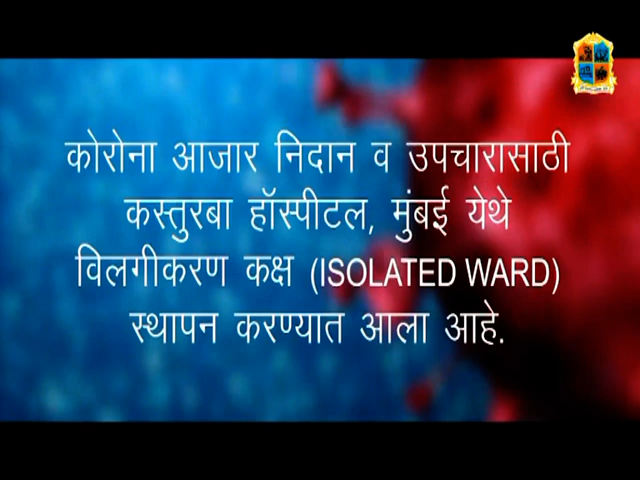 कोरोना आजार निदान व उपचारासाठी
कस्तुरबा हॉस्पीटल, मुंबई येथे
विलगीकरण कक्ष (ISOLATED WARD)
स्थापन करण्यात आला आहे.